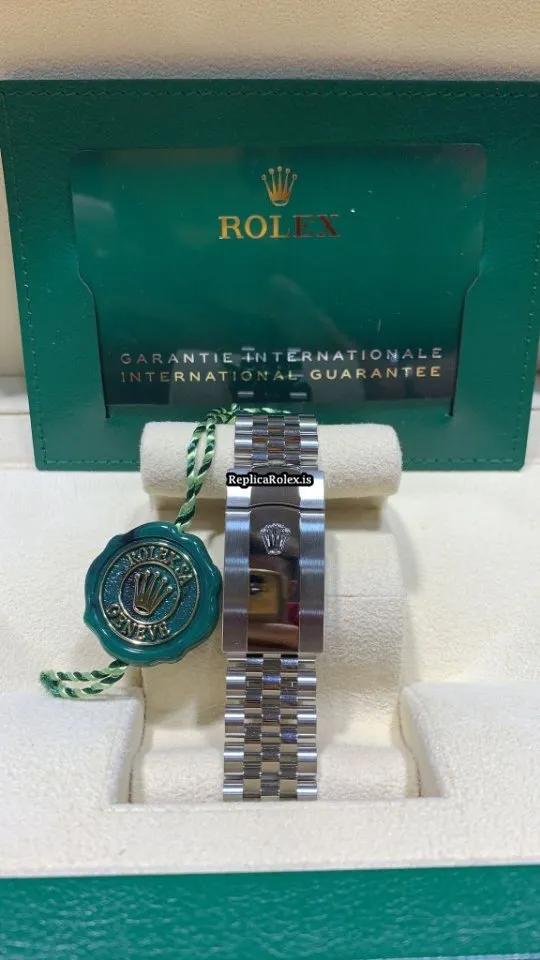 ROLEX
GARANTIE INTERNATIONALE
INTERNATIONAL GUARANTEE
ReplicaRolex.is
ROLEX SA
GENEVE